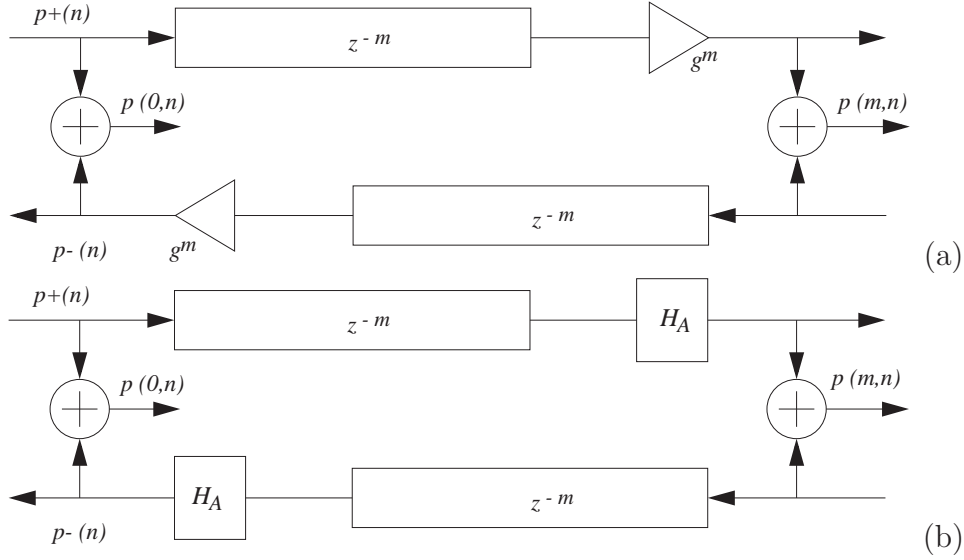 p+(n)
z - m
g^m
p (0,n)
p (m,n)
z - m
p- (n)
g^m
(a)
p+(n)
z - m
H_A
p (0,n)
p (m,n)
H_A
z - m
p- (n)
(b)